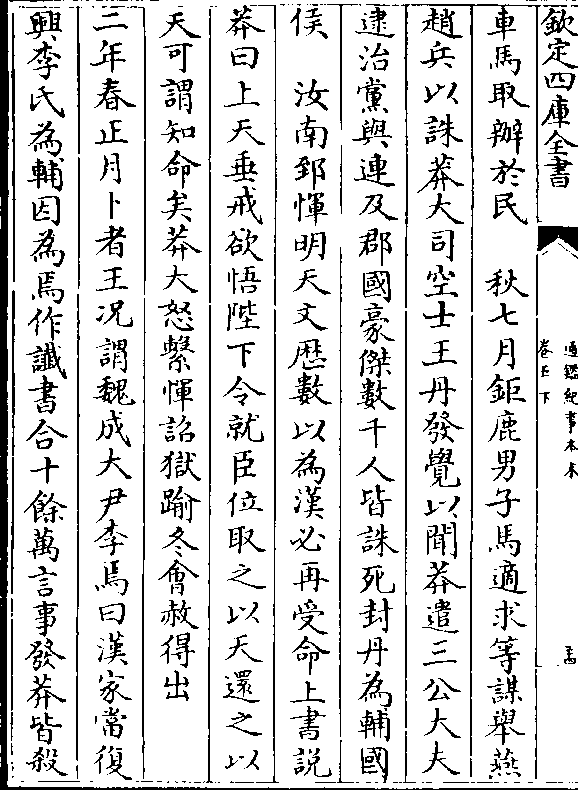 欽定四庫全書
通鑑紀事本末
卷五下
車馬取辦於民　秋七月鉅鹿男子馬適求等謀舉燕
趙兵以誅莽大司空士王丹發覺以聞莽遣三公大夫
逮治黨與連及郡國豪傑數千人皆誅死封丹為輔國
侯　汝南郅惲明天文歴數以為漢必再受命上書説
莽曰上天垂戒欲悟陛下令就臣位取之以天還之以
天可謂知命矣莽大怒繫惲詔獄踰冬㑹赦得出
二年春正月卜者王况謂魏成大尹李焉曰漢家當復
興李氏為輔因為焉作讖書合十餘萬言事發莽皆殺